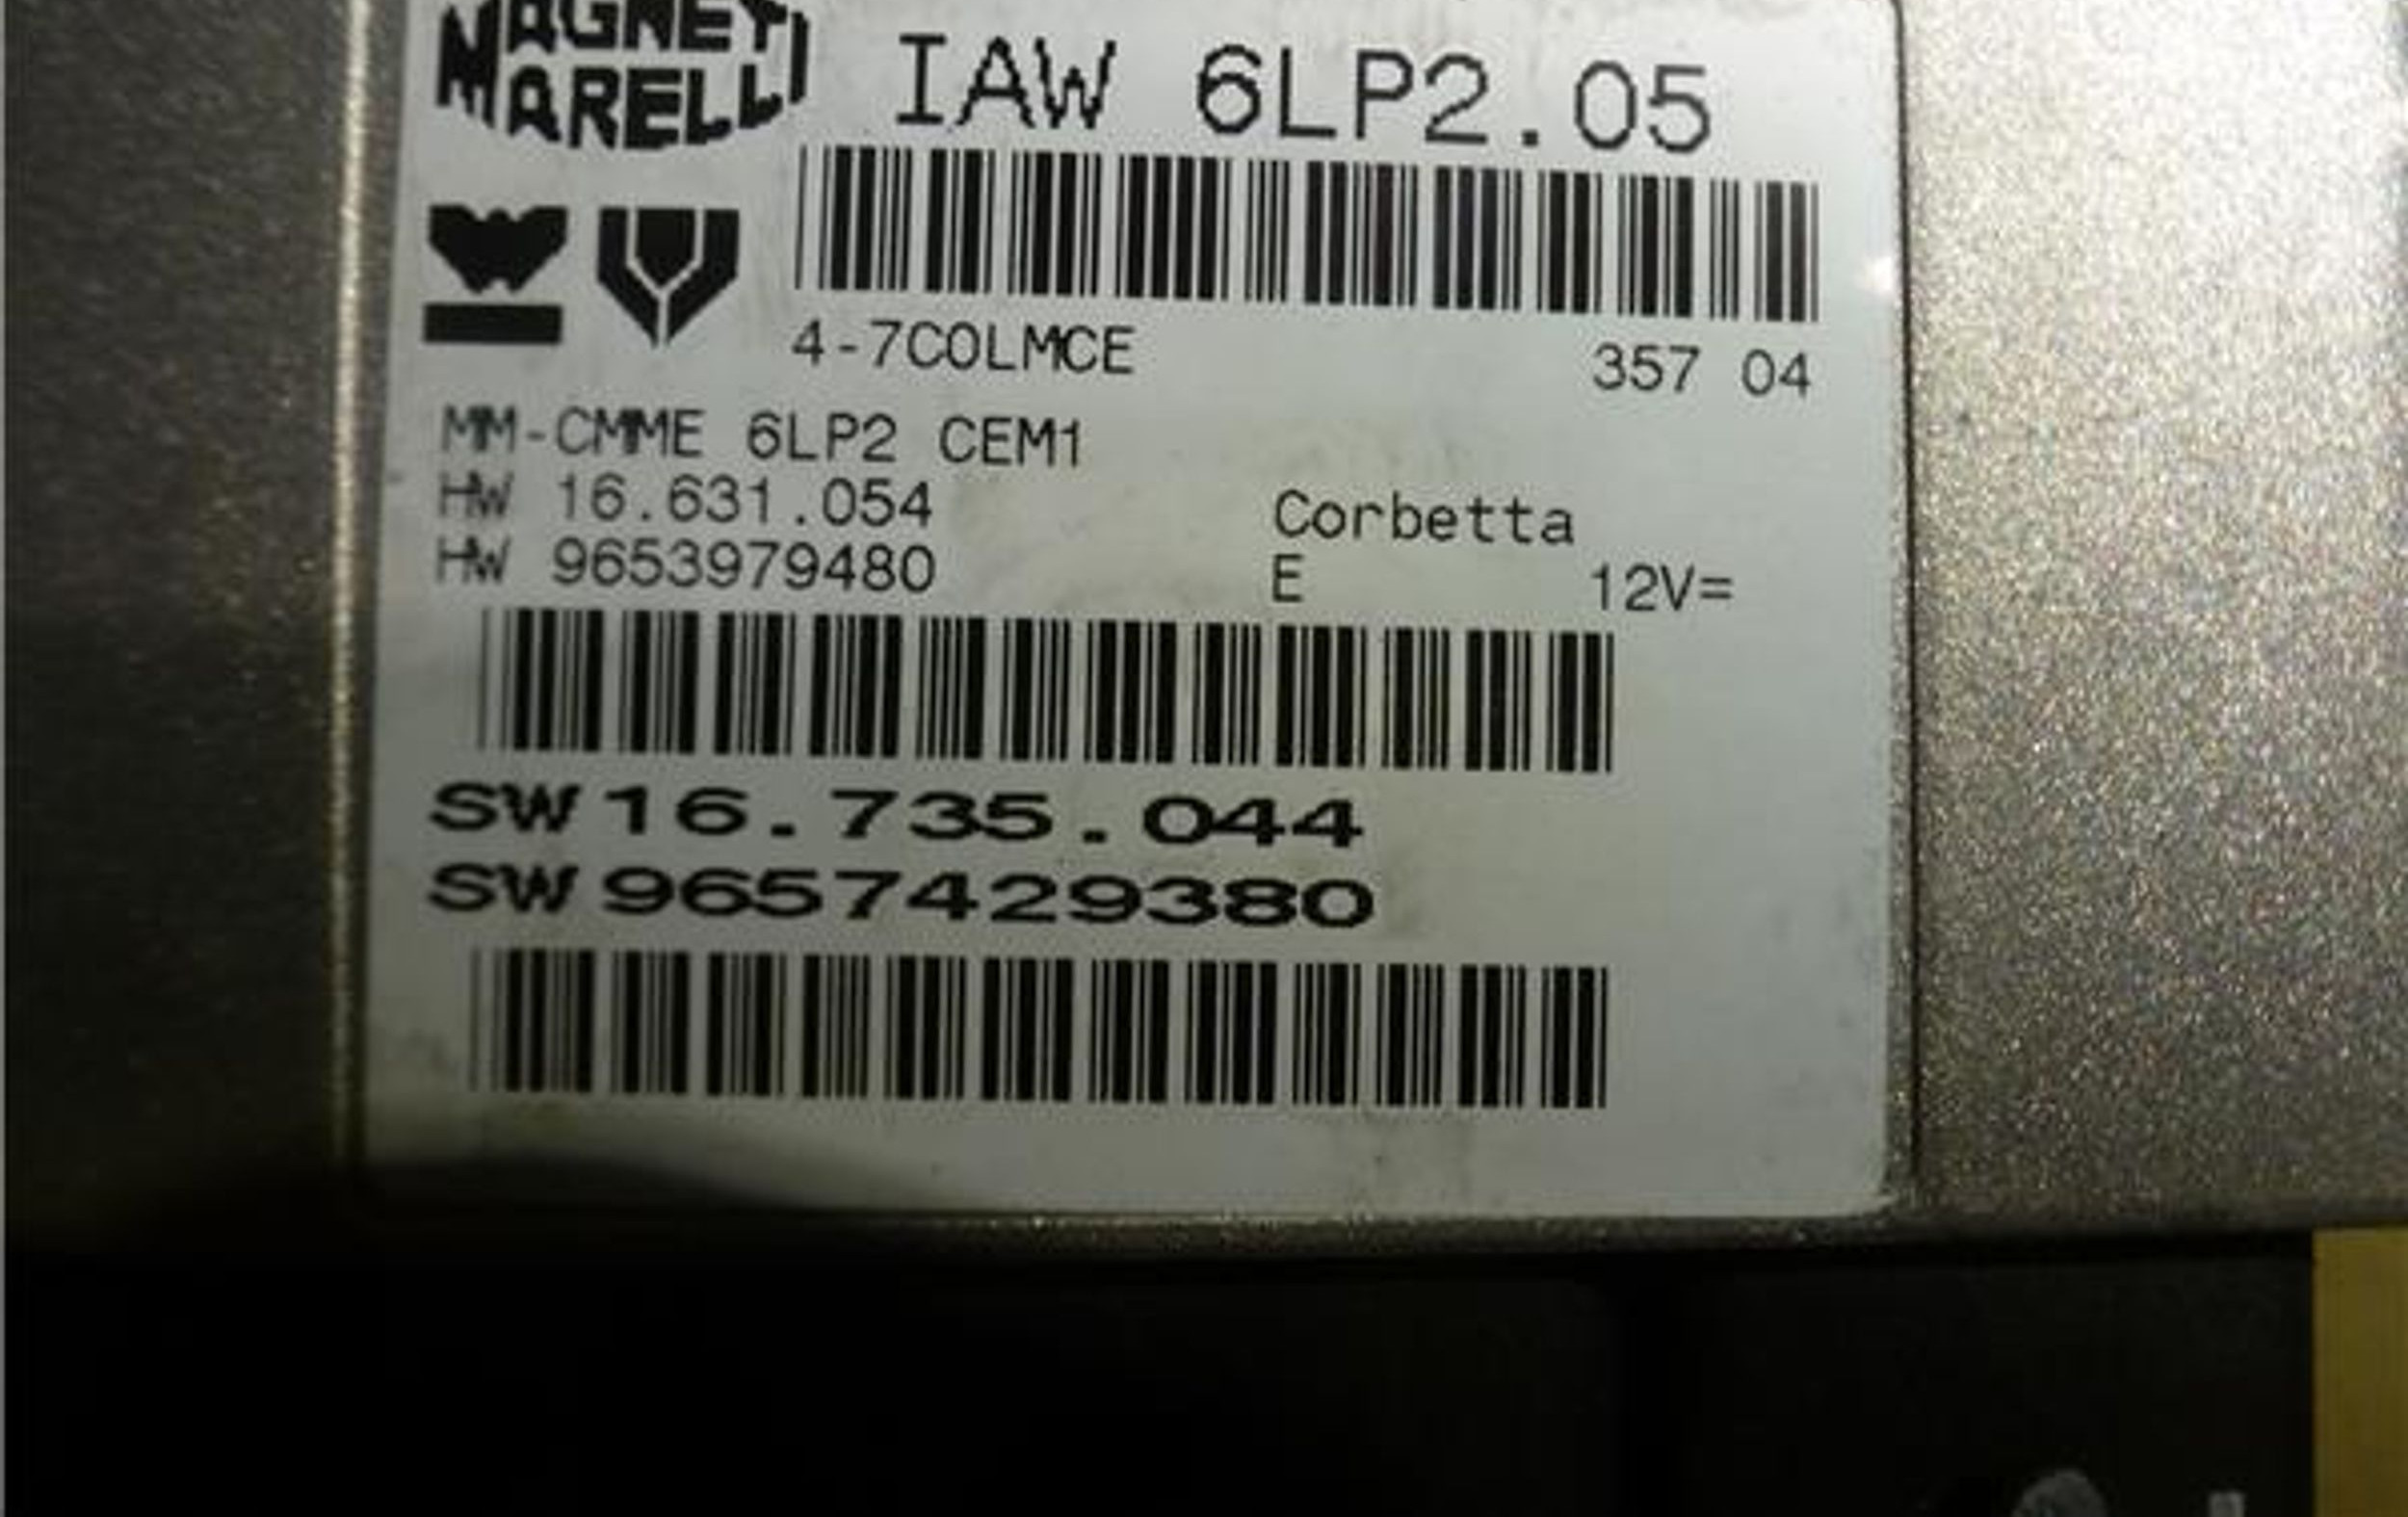 MAGNETI
MARELLI
IAW 6LP2.05
4-7COLMCE 357 04
MM-CMME 6LP2 CEM1
HW 16.631.054 Corbetta
HW 9653979480 E 12V=
SW 16.735.044
SW 9657429380